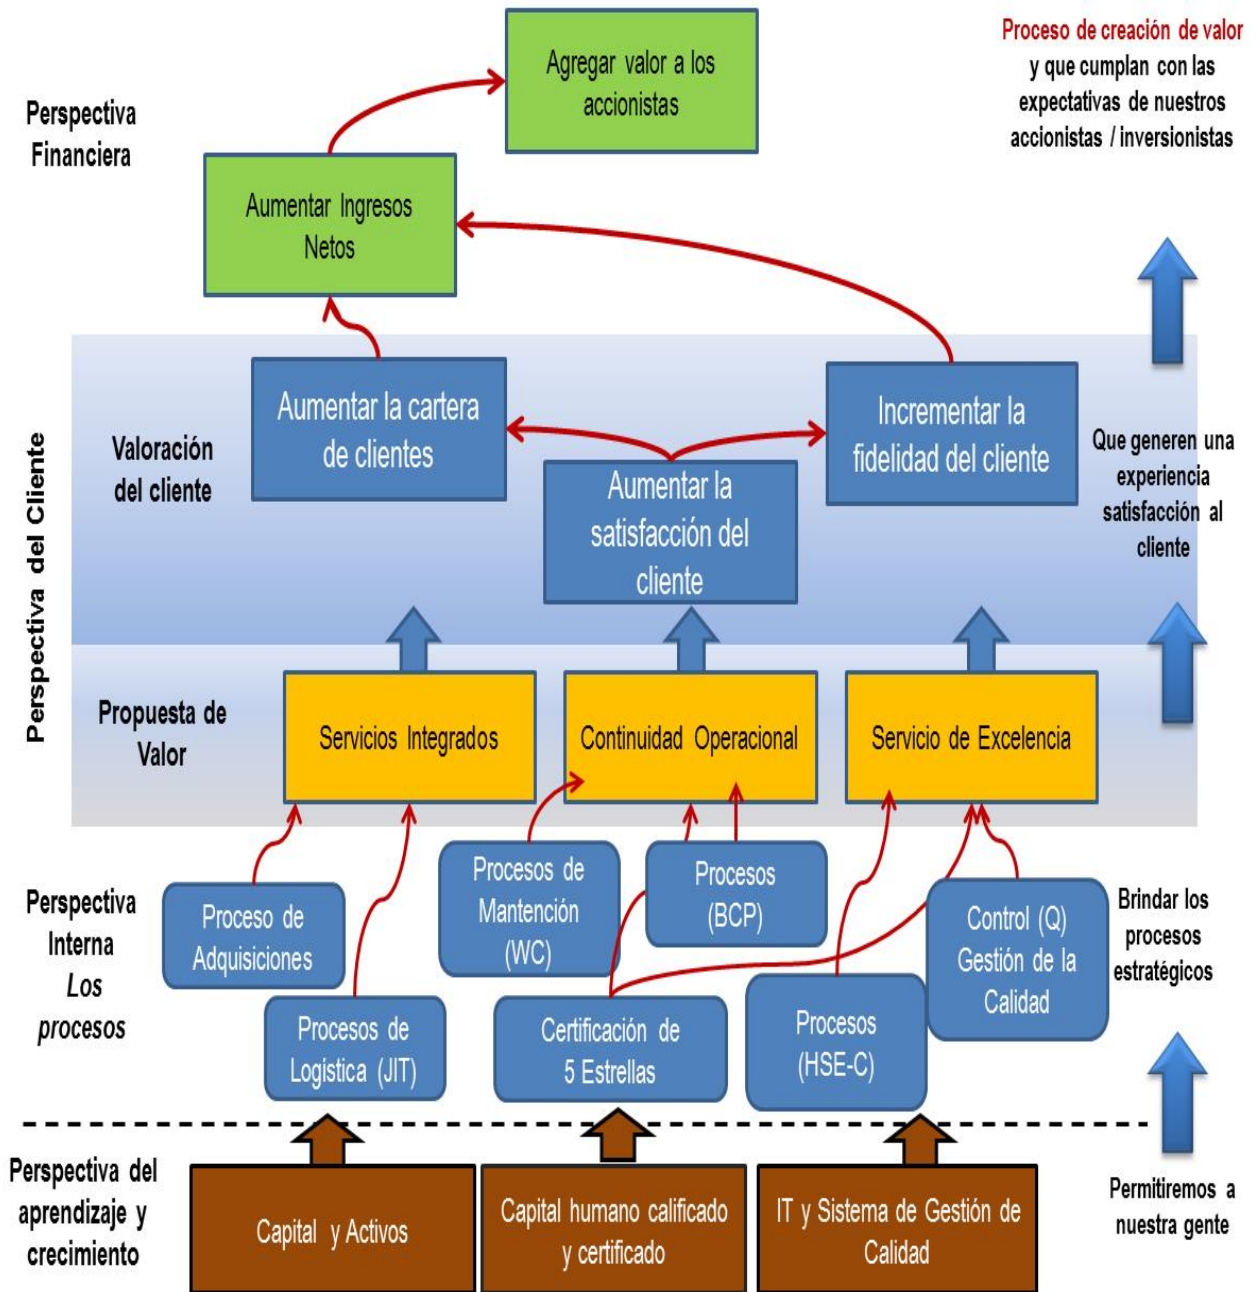 Proceso de creación de valor
y que cumplan con las
expectativas de nuestros
accionistas / inversionistas
Agregar valor a los
accionistas
Perspectiva
Financiera
Aumentar Ingresos
Netos
Perspectiva del Cliente
Valoración
del cliente
Aumentar la cartera
de clientes
Incrementar la
fidelidad del cliente
Aumentar la
satisfacción del
cliente
Que generen una
experiencia
satisfacción al
cliente
Propuesta de
Valor
Servicios Integrados
Continuidad Operacional
Servicio de Excelencia
Perspectiva
Interna
Los
procesos
Proceso de
Adquisiciones
Procesos de
Logística (JIT)
Procesos de
Mantención
(WC)
Certificación de
5 Estrellas
Procesos
(BCP)
Procesos
(HSE-C)
Control (Q)
Gestión de la
Calidad
Brindar los
procesos
estratégicos
Perspectiva del
aprendizaje y
crecimiento
Capital y Activos
Capital humano calificado
y certificado
IT y Sistema de Gestión de
Calidad
Permitiremos a
nuestra gente